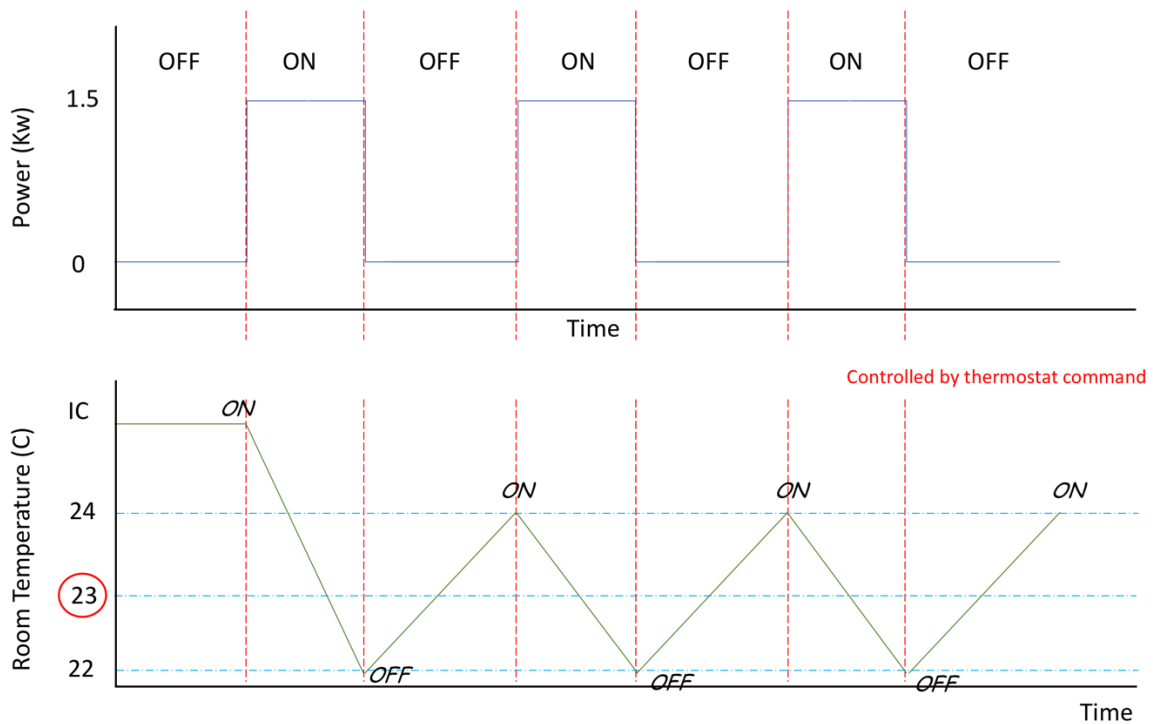 OFF ON OFF ON OFF ON OFF
1.5
Power (Kw)
0
Time
Controlled by thermostat command
IC
ON
Room Temperature (C)
ON ON ON
24
23
22
OFF OFF OFF
Time